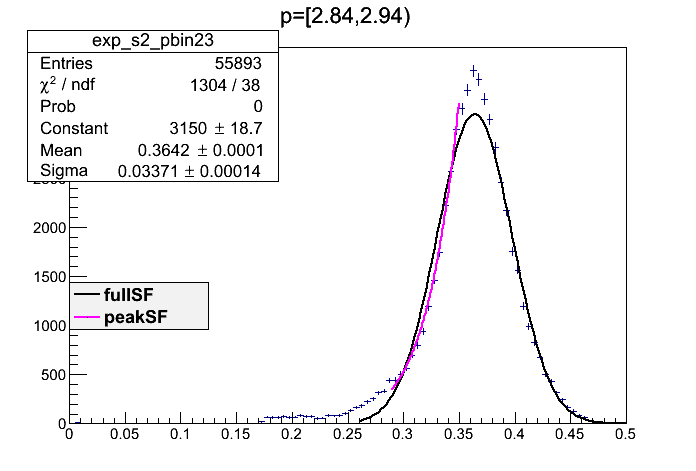 p=[2.84,2.94)
exp_s2_pbin23
Entries 55893
χ² / ndf 1304 / 38
Prob 0
Constant 3150 ± 18.7
Mean 0.3642 ± 0.0001
Sigma 0.03371 ± 0.00014
2000
1500
fullSF
peakSF
1000
500
0
0 0.05 0.1 0.15 0.2 0.25 0.3 0.35 0.4 0.45 0.5